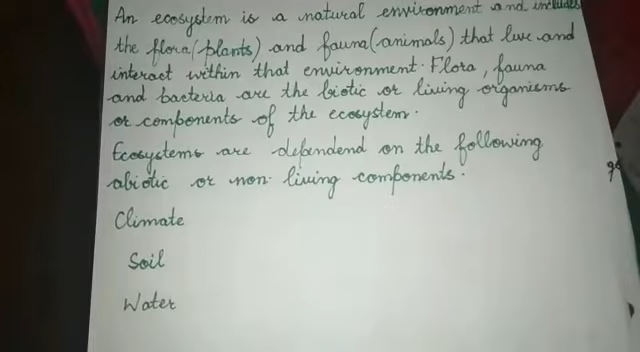 An ecosystem is a natural environment and includes
the flora (plants) and fauna (animals) that live and
interact within that environment. Flora, fauna
and bacteria are the biotic or living organisms
or components of the ecosystem.
Ecosystems are dependend on the following
abiotic or non-living components.
Climate
Soil
Water